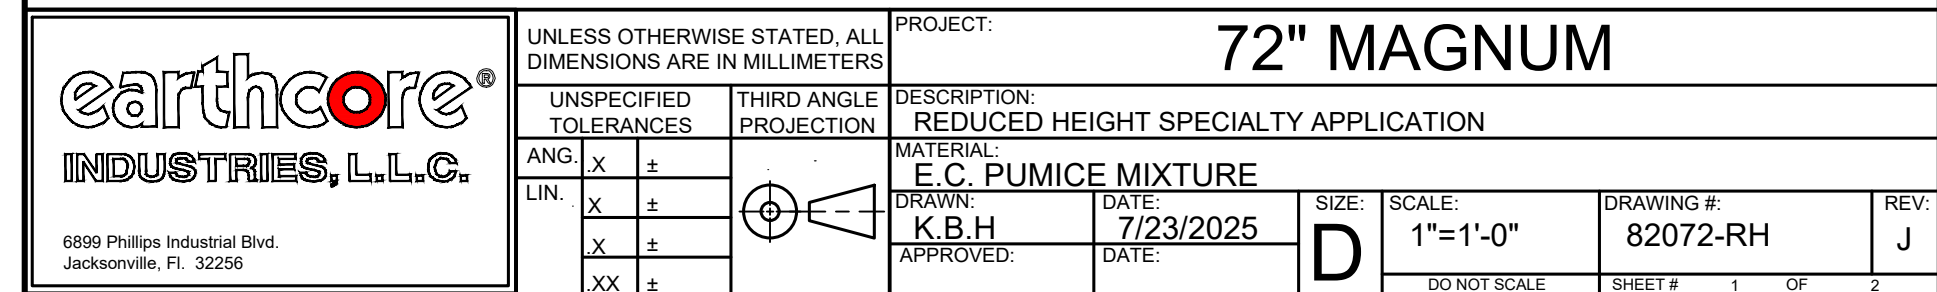 earthcore®
INDUSTRIES, L.L.C.
6899 Phillips Industrial Blvd.
Jacksonville, Fl. 32256
UNLESS OTHERWISE STATED, ALL
DIMENSIONS ARE IN MILLIMETERS
UNSPECIFIED
TOLERANCES
THIRD ANGLE
PROJECTION
ANG.
.X ±
LIN.
X ±
.X ±
.XX ±
PROJECT:
72" MAGNUM
DESCRIPTION:
REDUCED HEIGHT SPECIALTY APPLICATION
MATERIAL:
E.C. PUMICE MIXTURE
DRAWN:
K.B.H
DATE:
7/23/2025
APPROVED:
DATE:
SIZE:
D
SCALE:
1"=1'-0"
DO NOT SCALE
DRAWING #:
82072-RH
SHEET # 1 OF 2
REV:
J